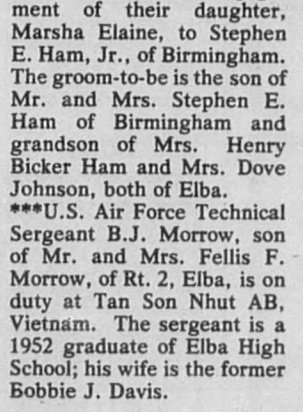 ment of their daughter,
Marsha Elaine, to Stephen
E. Ham, Jr., of Birmingham.
The groom-to-be is the son of
Mr. and Mrs. Stephen E.
Ham of Birmingham and
grandson of Mrs. Henry
Bicker Ham and Mrs. Dove
Johnson, both of Elba.
***U.S. Air Force Technical
Sergeant B.J. Morrow, son
of Mr. and Mrs. Fellis F.
Morrow, of Rt. 2, Elba, is on
duty at Tan Son Nhut AB,
Vietnam. The sergeant is a
1952 graduate of Elba High
School; his wife is the former
Bobbie J. Davis.